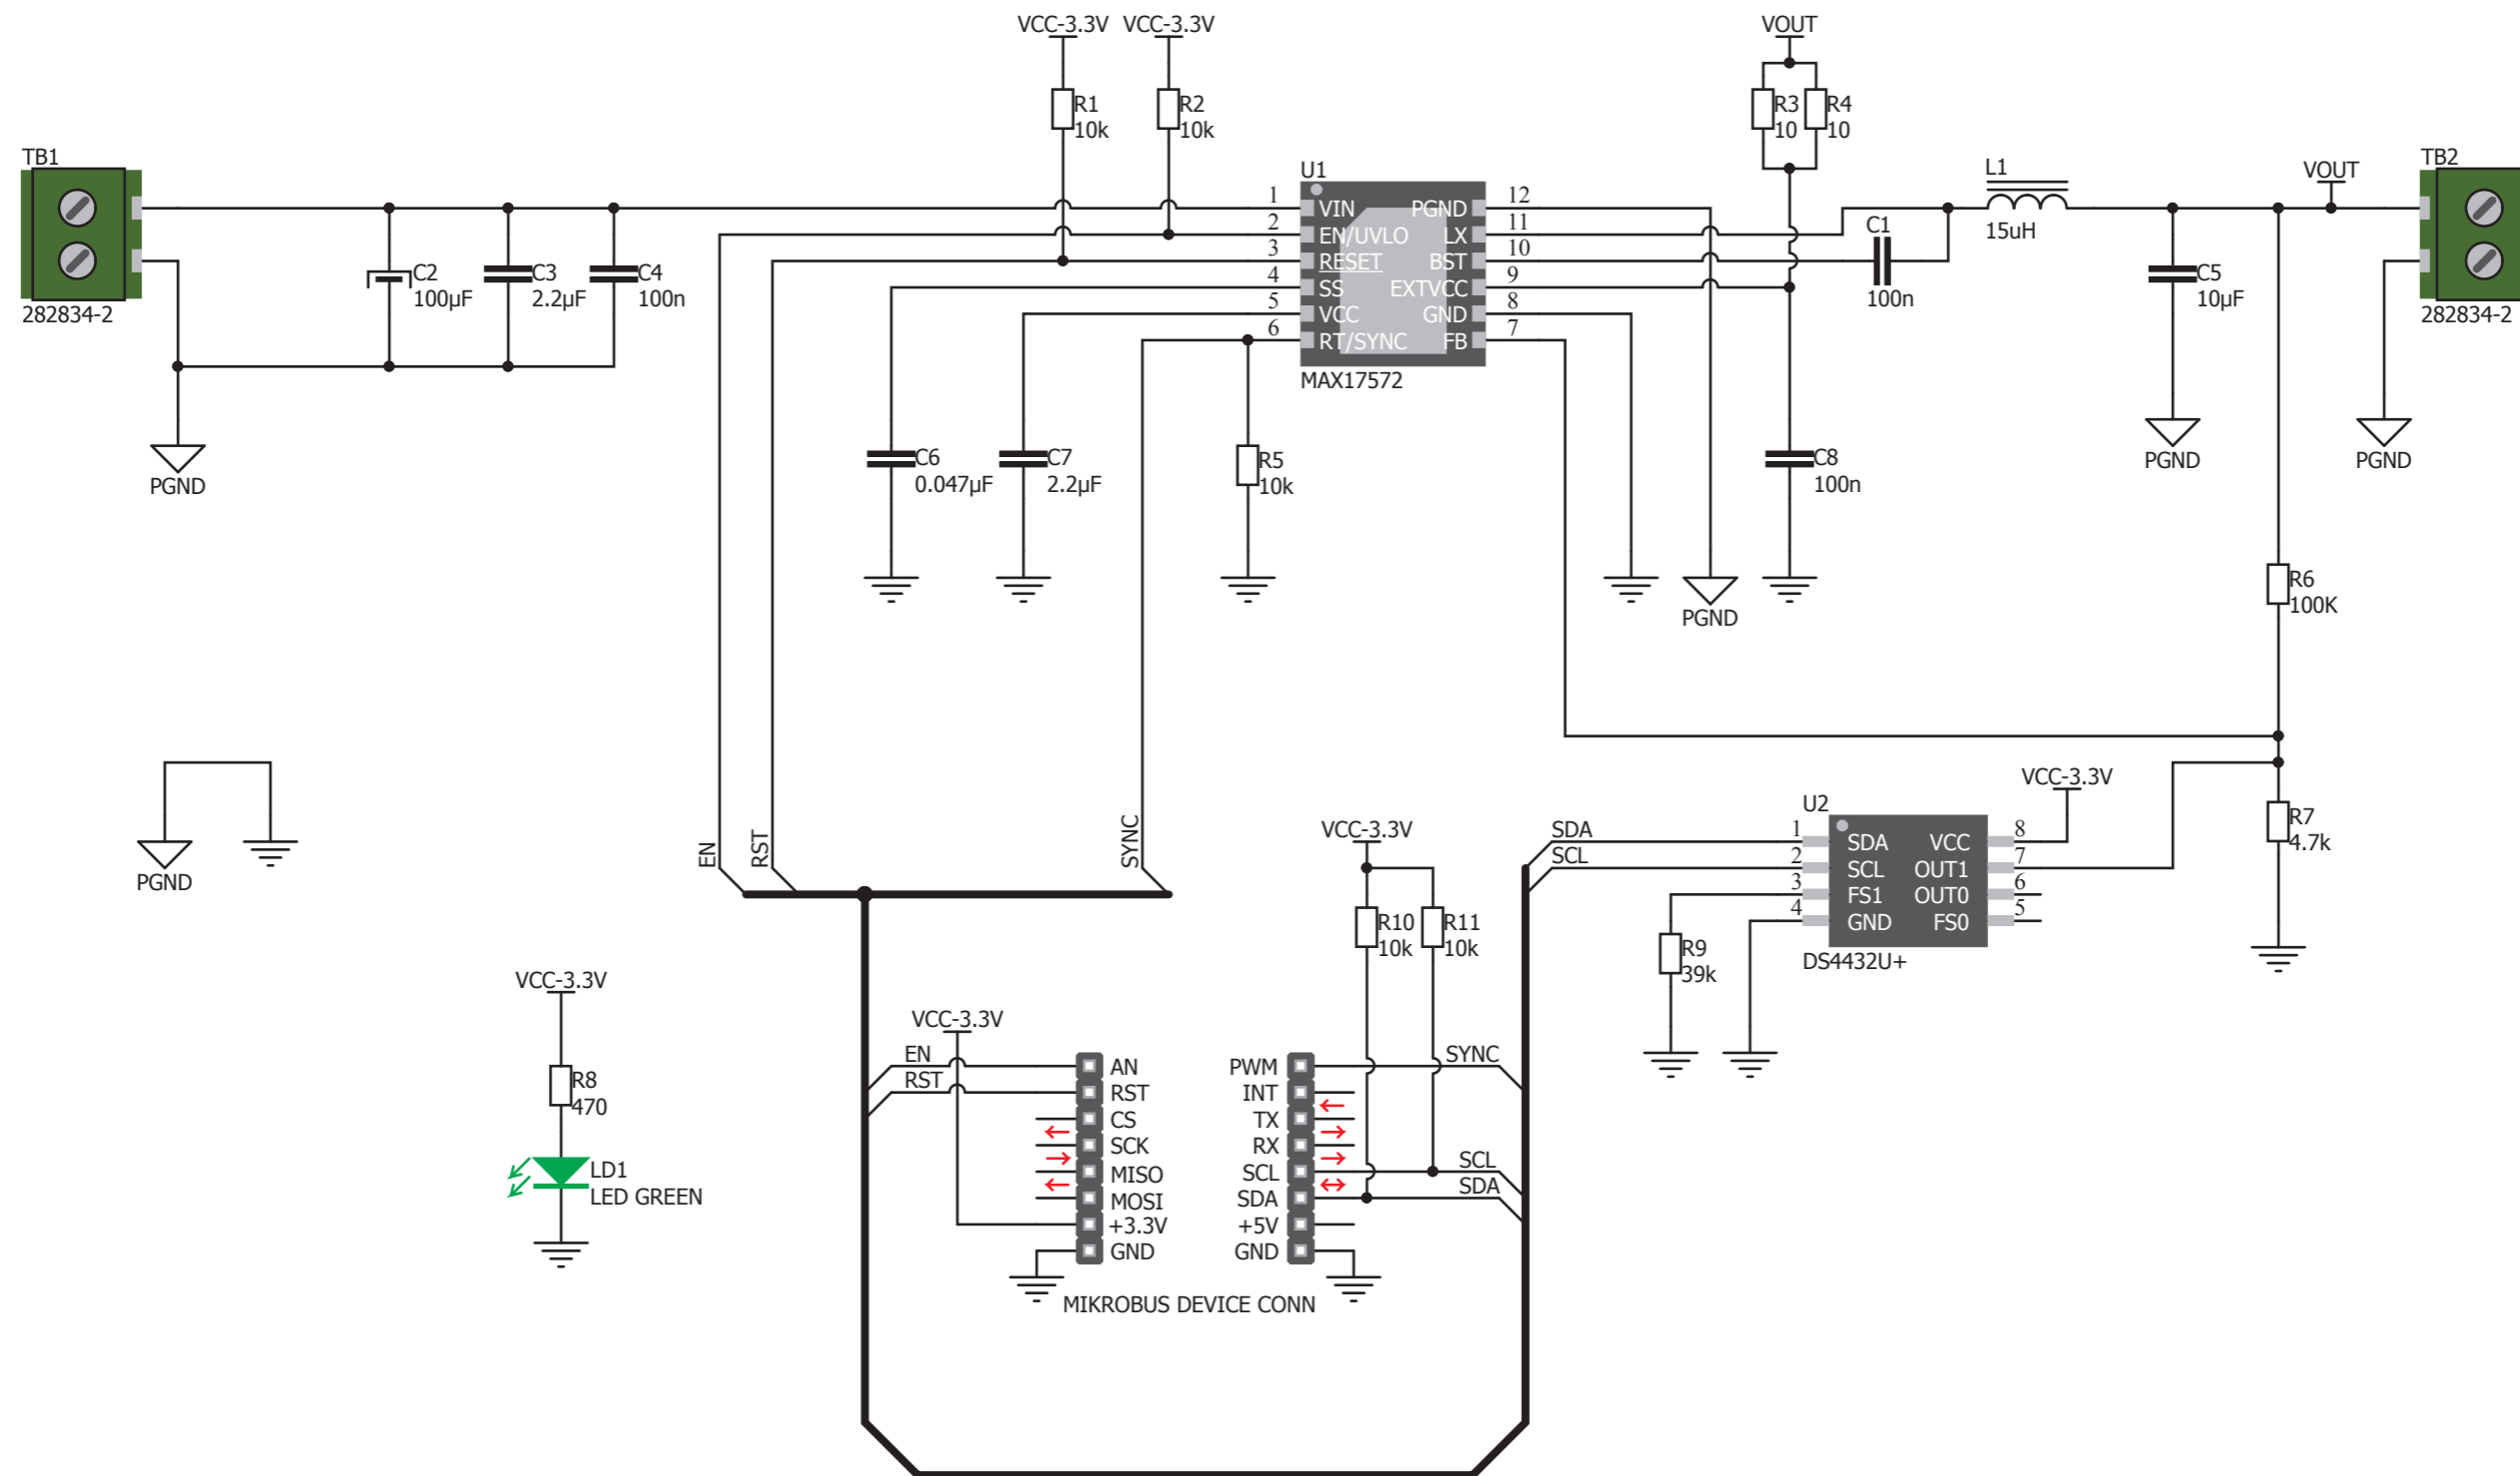 VCC-3.3V
VCC-3.3V
VOUT
R1
10k
R2
10k
R3
10
R4
10
TB1
282834-2
C2
100µF
C3
2.2µF
C4
100n
PGND
U1
1
2
3
4
5
6
VIN
EN/UVLO
RESET
SS
VCC
RT/SYNC
PGND
LX
BST
EXTVCC
GND
FB
12
11
10
9
8
7
MAX17572
C1
100n
L1
15uH
VOUT
TB2
282834-2
C5
10µF
PGND
PGND
C6
0.047µF
C7
2.2µF
R5
10k
C8
100n
PGND
R6
100K
PGND
EN
RST
SYNC
VCC-3.3V
R10
10k
R11
10k
SDA
SCL
U2
1
2
3
4
SDA
SCL
FS1
GND
VCC
OUT1
OUT0
FS0
8
7
6
5
DS4432U+
VCC-3.3V
R7
4.7k
R9
39k
VCC-3.3V
R8
470
LD1
LED GREEN
VCC-3.3V
EN
RST
AN
RST
CS
SCK
MISO
MOSI
+3.3V
GND
PWM
INT
TX
RX
SCL
SDA
+5V
GND
SYNC
SCL
SDA
MIKROBUS DEVICE CONN